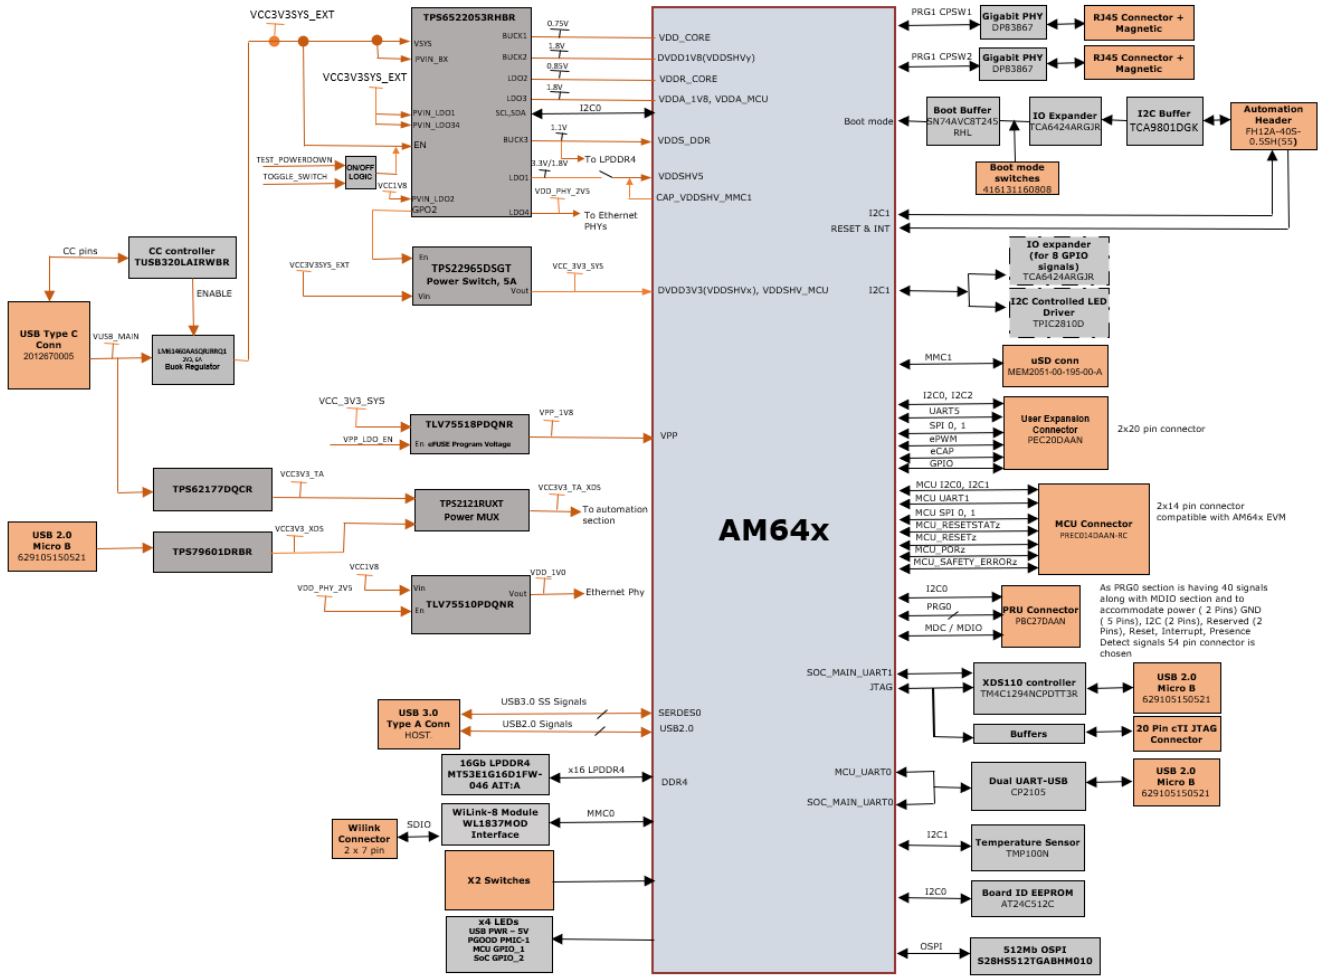 VCC3V3SYS_EXT
TPS6522053RHBR
VSYS
PVIN_BX
VCC3V3SYS_EXT
PVIN_LDO1
PVIN_LDO34
EN
TEST_POWERDOWN
TOGGLE_SWITCH
ON/OFF
LOGIC
VCC1V8
PVIN_LDO2
GPO2
BUCK1
BUCK2
LDO2
LDO3
SCL,SDA
BUCK3
LDO1
LDO4
0.75V
1.8V
0.85V
1.8V
I2C0
1.1V
To LPDDR4
3.3V/1.8V
VDD_PHY_2V5
To Ethernet
PHYs
VDD_CORE
DVDD1V8(VDDSHVy)
VDDR_CORE
VDDA_1V8, VDDA_MCU
VDDS_DDR
VDDSHV5
CAP_VDDSHV_MMC1
CC pins
CC controller
TUSB320LAIRWBR
ENABLE
USB Type C
Conn
2012670005
VUSB_MAIN
Buck Regulator
VCC3V3SYS_EXT
En
TPS22965DSGT
Power Switch, 5A
Vin
Vout
VCC_3V3_SYS
DVDD3V3(VDDSHVx), VDDSHV_MCU
VCC_3V3_SYS
VPP_LDO_EN
TLV75518PDQNR
En eFUSE Program Voltage
VPP_1V8
VPP
TPS62177DQCR
VCC3V3_TA
TPS2121RUXT
Power MUX
VCC3V3_TA_XDS
To automation
section
USB 2.0
Micro B
629105150521
TPS79601DRBR
VCC3V3_XDS
VCC1V8
VDD_PHY_2V5
Vin
En
Vout
TLV75510PDQNR
VDD_1V0
Ethernet Phy
AM64x
USB 3.0
Type A Conn
HOST
USB3.0 SS Signals
USB2.0 Signals
SERDES0
USB2.0
16Gb LPDDR4
MT53E1G16D1FW-
046 AIT:A
x16 LPDDR4
DDR4
Wilink
Connector
2 x 7 pin
SDIO
WiLink-8 Module
WL1837MOD
Interface
MMC0
X2 Switches
x4 LEDs
USB PWR – 5V
PGOOD PMIC-1
MCU GPIO_1
SoC GPIO_2
PRG1 CPSW1
Gigabit PHY
DP83867
RJ45 Connector +
Magnetic
PRG1 CPSW2
Gigabit PHY
DP83867
RJ45 Connector +
Magnetic
Boot mode
Boot Buffer
SN74AVC8T245
RHL
IO Expander
TCA6424ARGJR
I2C Buffer
TCA9801DGK
Automation
Header
FH12A-40S-
0.5SH(55)
Boot mode
switches
416131160808
I2C1
RESET & INT
IO expander
(for 8 GPIO
signals)
TCA6424ARGJR
I2C1
I2C Controlled LED
Driver
TPIC2810D
MMC1
uSD conn
MEM2051-00-195-00-A
I2C0, I2C2
UART5
SPI 0, 1
ePWM
eCAP
GPIO
User Expansion
Connector
PEC20DAAN
2x20 pin connector
MCU I2C0, I2C1
MCU UART1
MCU SPI 0, 1
MCU_RESETSTATz
MCU_RESETz
MCU_PORz
MCU_SAFETY_ERRORz
MCU Connector
PREC014DAAN-RC
2x14 pin connector
compatible with AM64x EVM
I2C0
PRG0
MDC / MDIO
PRU Connector
PBC27DAAN
As PRG0 section is having 40 signals
along with MDIO section and to
accommodate power ( 2 Pins) GND
( 5 Pins), I2C (2 Pins), Reserved (2
Pins), Reset, Interrupt, Presence
Detect signals 54 pin connector is
chosen
SOC_MAIN_UART1
JTAG
XDS110 controller
TM4C1294NCPDTT3R
USB 2.0
Micro B
629105150521
Buffers
20 Pin cTI JTAG
Connector
MCU_UART0
SOC_MAIN_UART0
Dual UART-USB
CP2105
USB 2.0
Micro B
629105150521
I2C1
Temperature Sensor
TMP100N
I2C0
Board ID EEPROM
AT24C512C
OSPI
512Mb OSPI
S28HS512TGABHM010